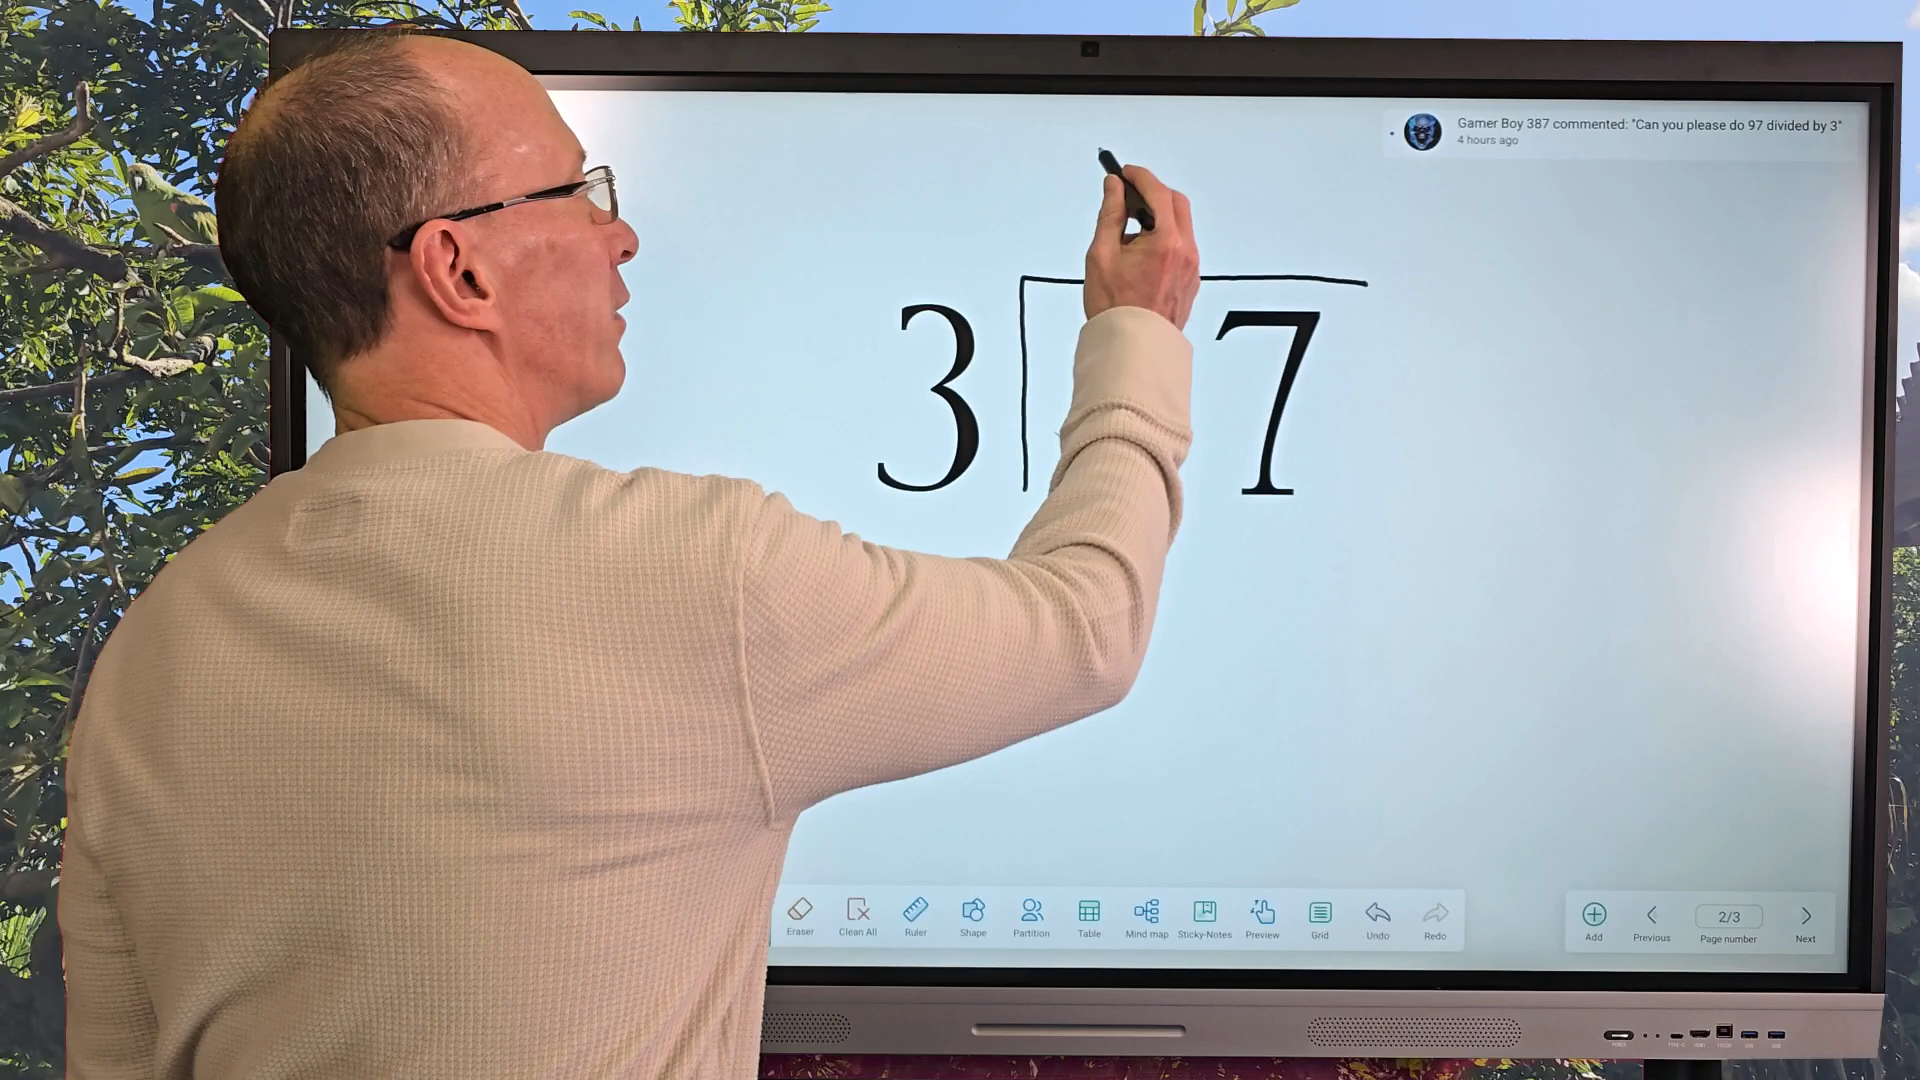 Gamer Boy 387 commented: "Can you please do 97 divided by 3"
4 hours ago
3 7
Eraser Clean All Ruler Shape Partition Table Mind map Sticky-Notes Preview Grid Undo Redo
Add Previous 2/3 Page number Next